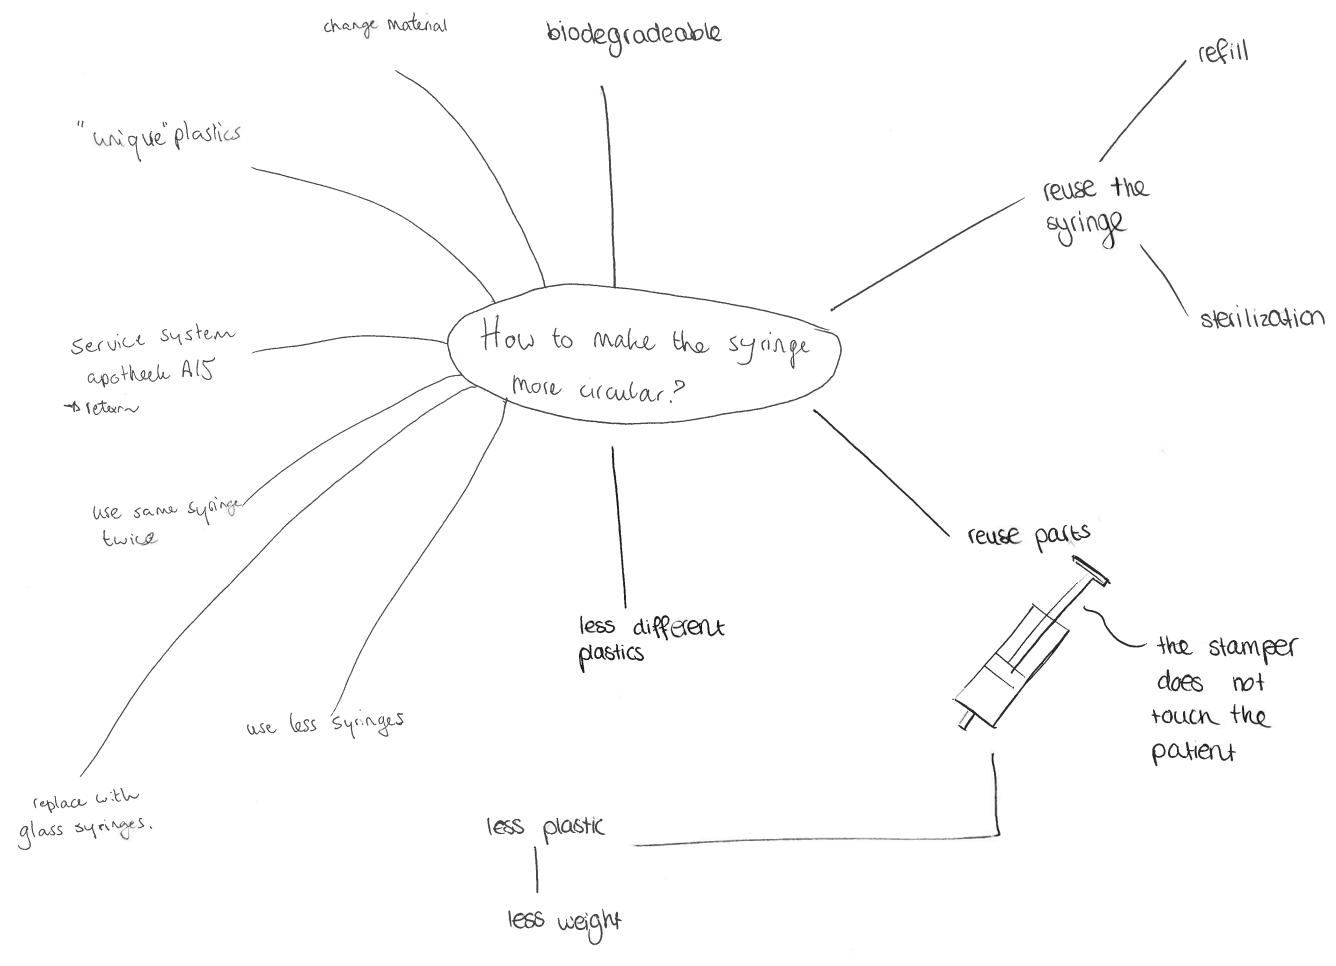 change material
biodegradeable
refill
"unique" plastics
reuse the
syringe
sterilization
How to make the syringe
more circular?
Service system
apotheek A15
→ return
use same syringe
twice
reuse parts
less different
plastics
the stamper
does not
touch the
patient
use less syringes
replace with
glass syringes.
less plastic
less weight